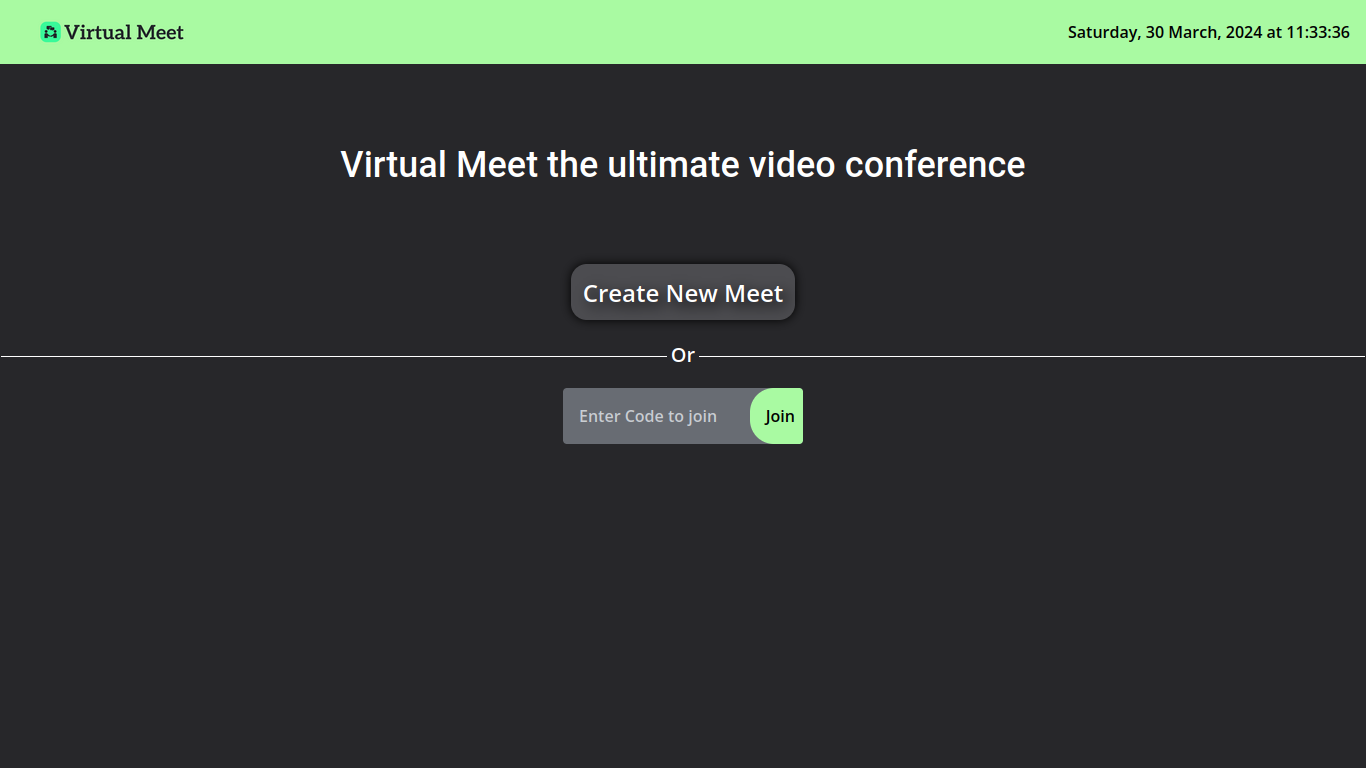 Virtual Meet
Saturday, 30 March, 2024 at 11:33:36
Virtual Meet the ultimate video conference
Create New Meet
Or
Enter Code to join
Join